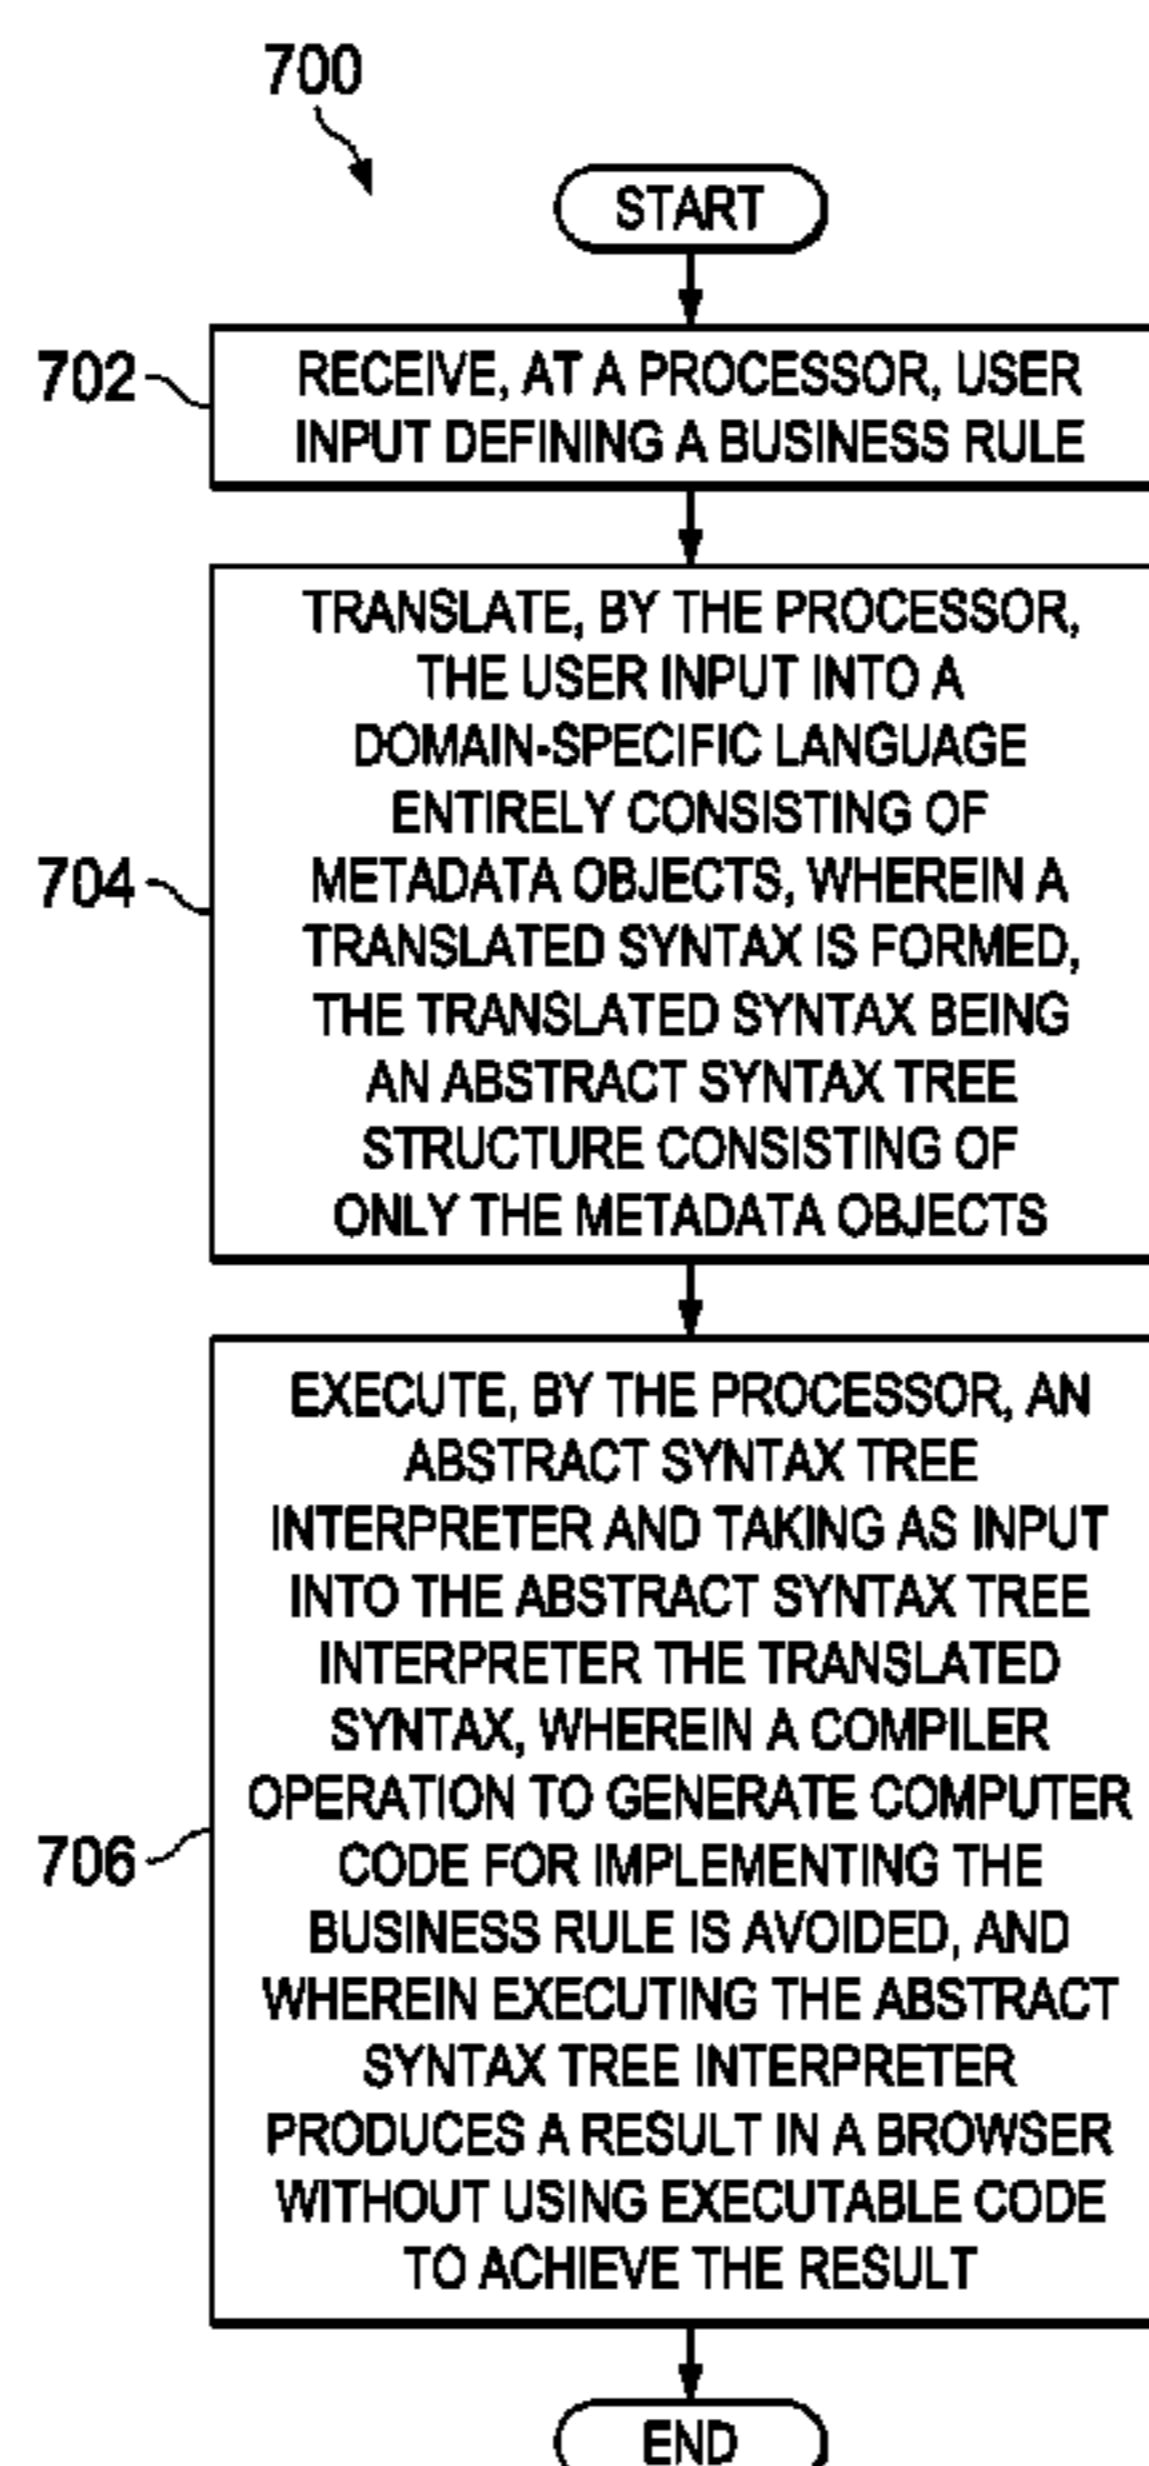 700
START
702
RECEIVE, AT A PROCESSOR, USER
INPUT DEFINING A BUSINESS RULE
704
TRANSLATE, BY THE PROCESSOR,
THE USER INPUT INTO A
DOMAIN-SPECIFIC LANGUAGE
ENTIRELY CONSISTING OF
METADATA OBJECTS, WHEREIN A
TRANSLATED SYNTAX IS FORMED,
THE TRANSLATED SYNTAX BEING
AN ABSTRACT SYNTAX TREE
STRUCTURE CONSISTING OF
ONLY THE METADATA OBJECTS
706
EXECUTE, BY THE PROCESSOR, AN
ABSTRACT SYNTAX TREE
INTERPRETER AND TAKING AS INPUT
INTO THE ABSTRACT SYNTAX TREE
INTERPRETER THE TRANSLATED
SYNTAX, WHEREIN A COMPILER
OPERATION TO GENERATE COMPUTER
CODE FOR IMPLEMENTING THE
BUSINESS RULE IS AVOIDED, AND
WHEREIN EXECUTING THE ABSTRACT
SYNTAX TREE INTERPRETER
PRODUCES A RESULT IN A BROWSER
WITHOUT USING EXECUTABLE CODE
TO ACHIEVE THE RESULT
END